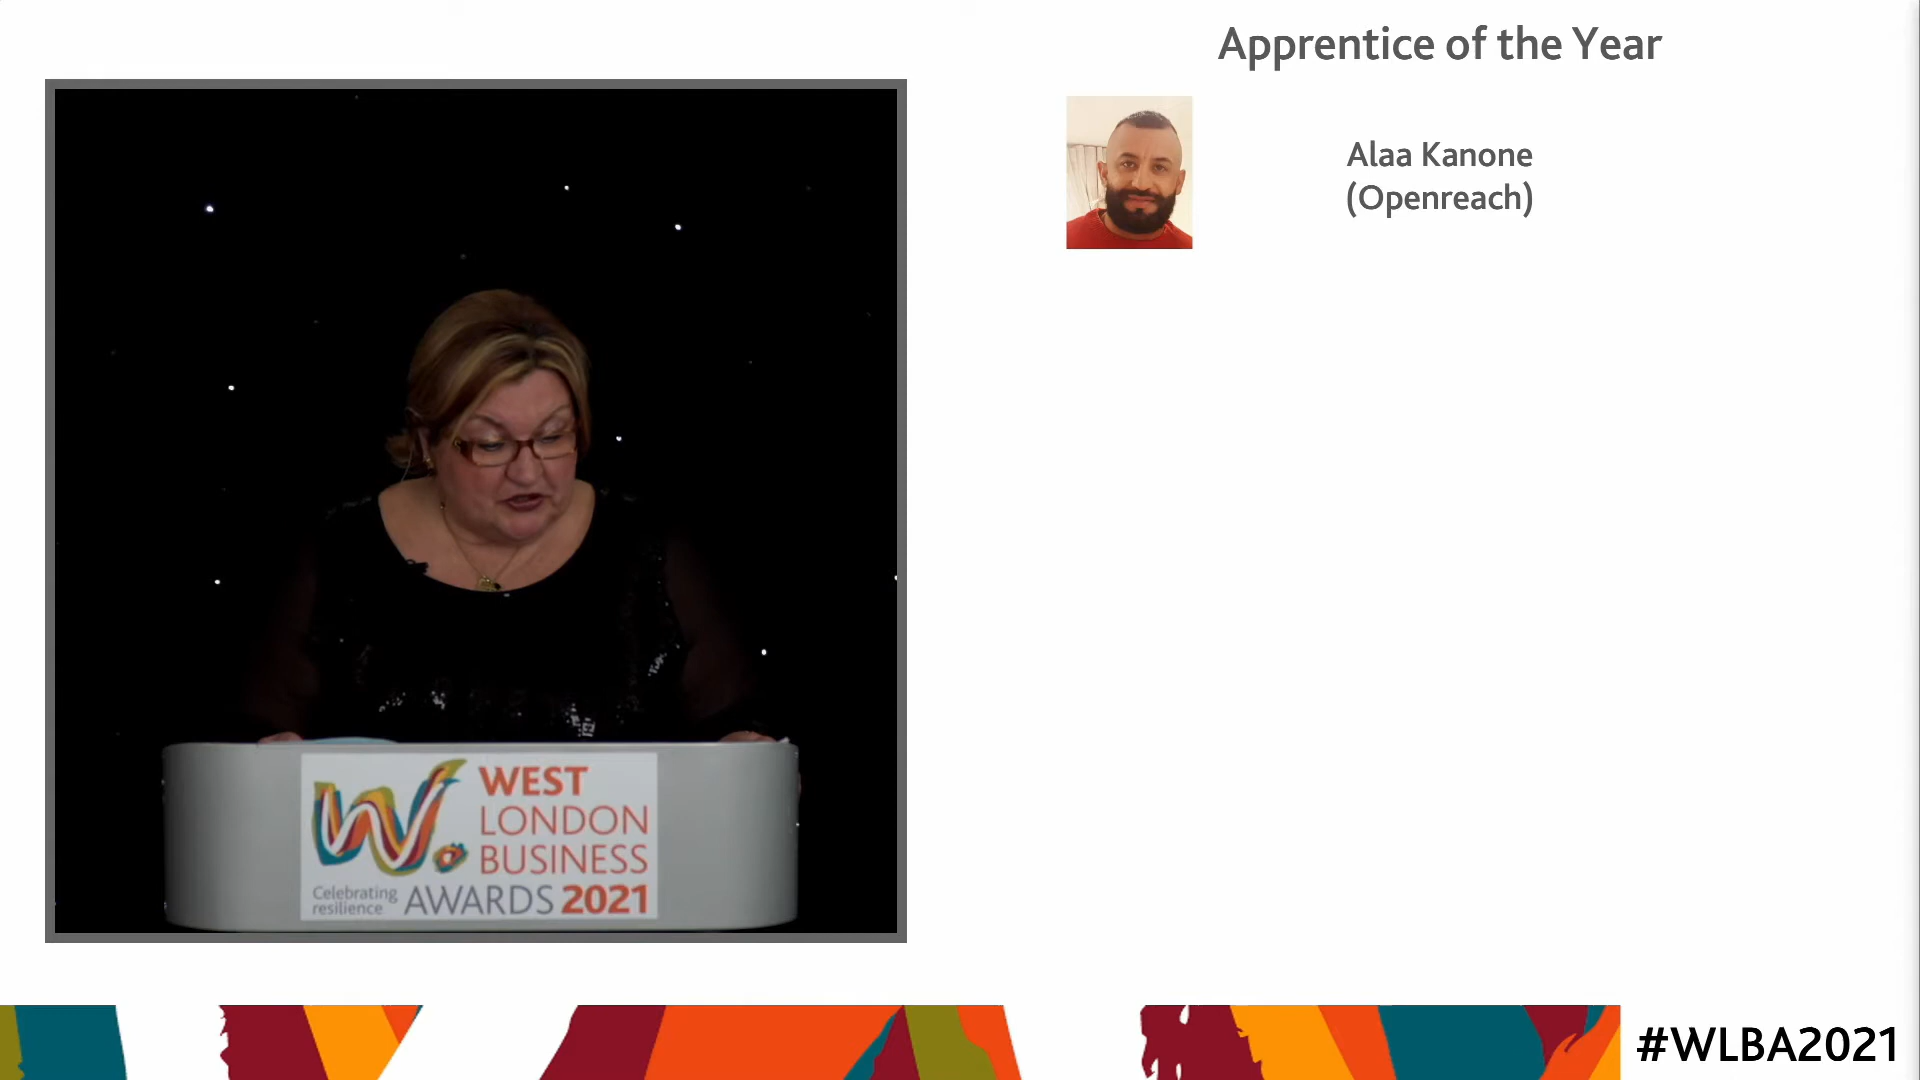 Apprentice of the Year
Alaa Kanone
(Openreach)
W.
WEST
LONDON
BUSINESS
AWARDS 2021
Celebrating
resilience
#WLBA2021